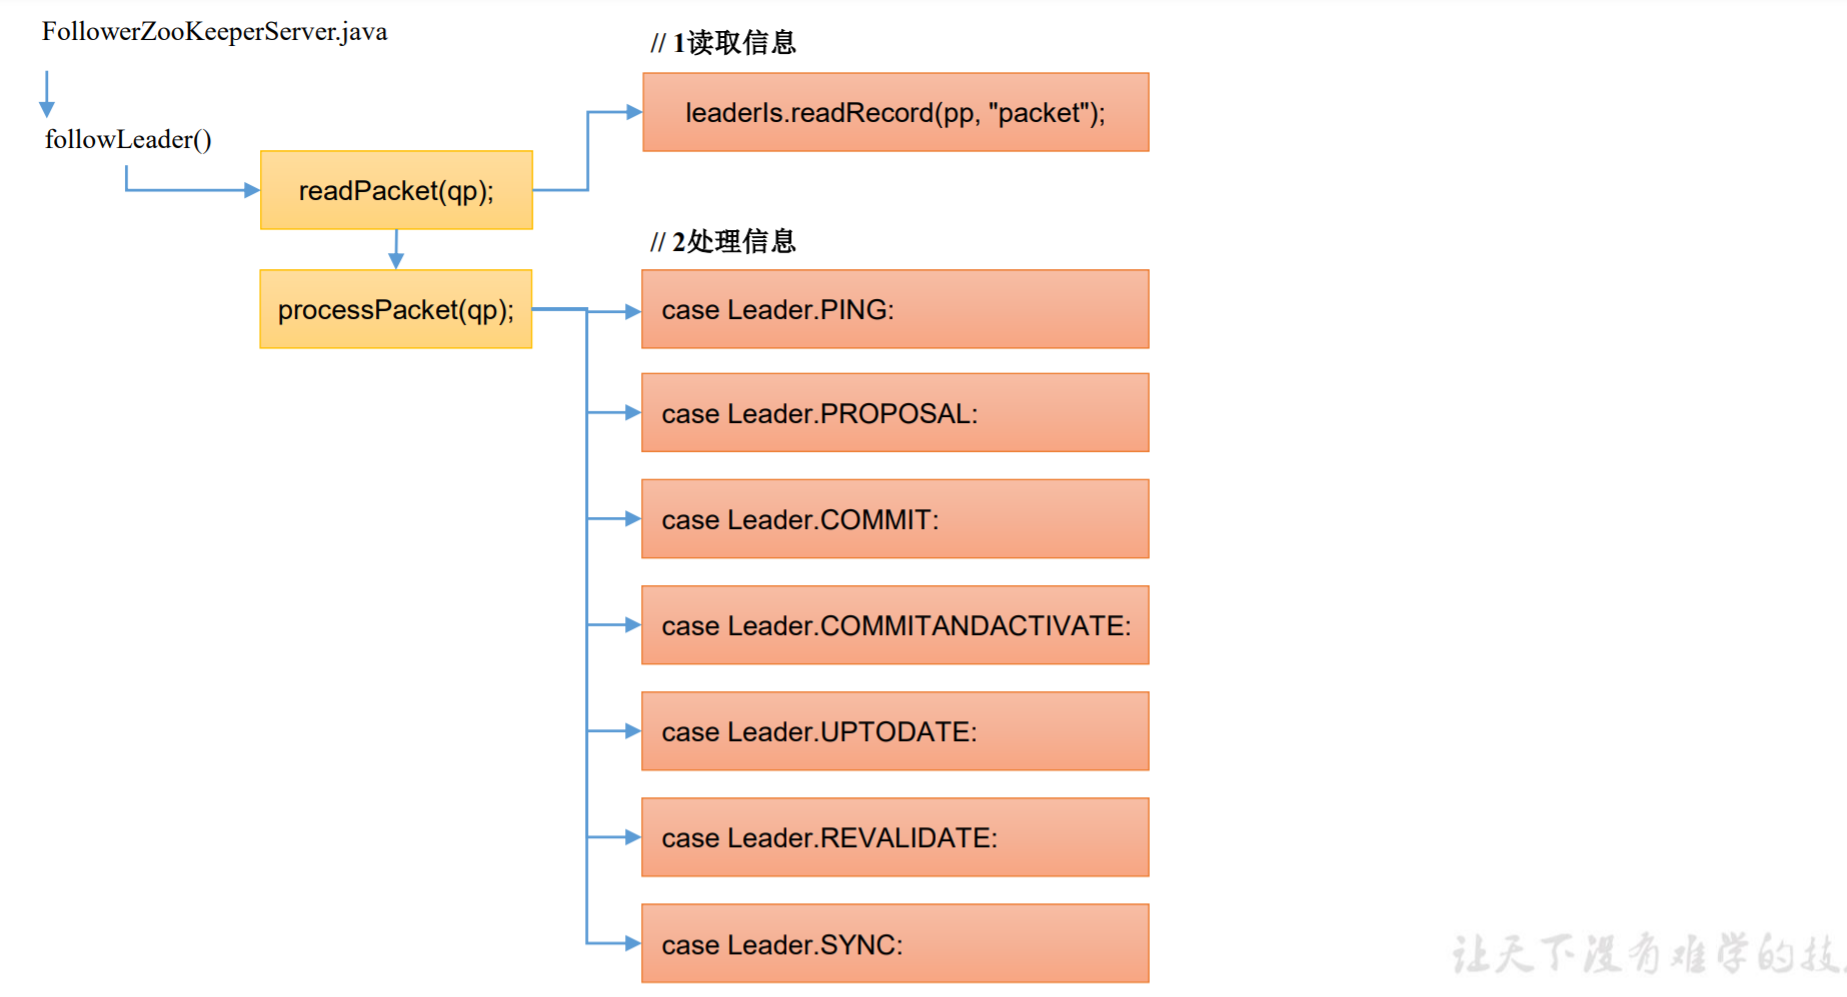 FollowerZooKeeperServer.java
followLeader()
readPacket(qp);
processPacket(qp);
// 1读取信息
leaderIs.readRecord(pp, "packet");
// 2处理信息
case Leader.PING:
case Leader.PROPOSAL:
case Leader.COMMIT:
case Leader.COMMITANDACTIVATE:
case Leader.UPTODATE:
case Leader.REVALIDATE:
case Leader.SYNC:
让天下没有难学的技